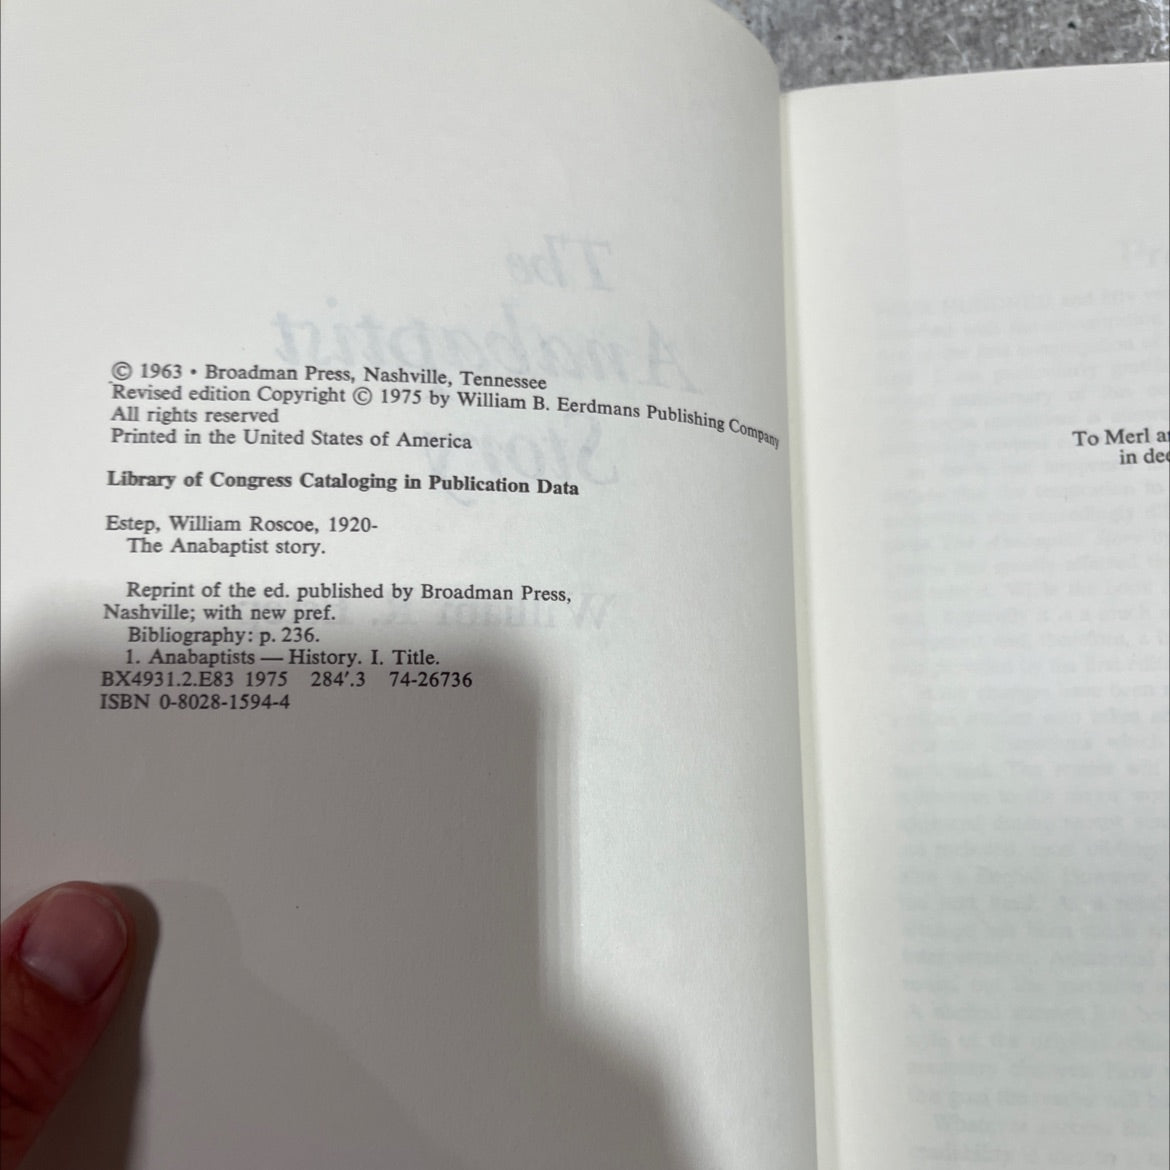 © 1963 • Broadman Press, Nashville, Tennessee
Revised edition Copyright © 1975 by William B. Eerdmans Publishing Company
All rights reserved
Printed in the United States of America
Library of Congress Cataloging in Publication Data
Estep, William Roscoe, 1920-
The Anabaptist story.
Reprint of the ed. published by Broadman Press,
Nashville; with new pref.
Bibliography: p. 236.
1. Anabaptists — History. I. Title.
BX4931.2.E83 1975 284'.3 74-26736
ISBN 0-8028-1594-4
To Merl
in